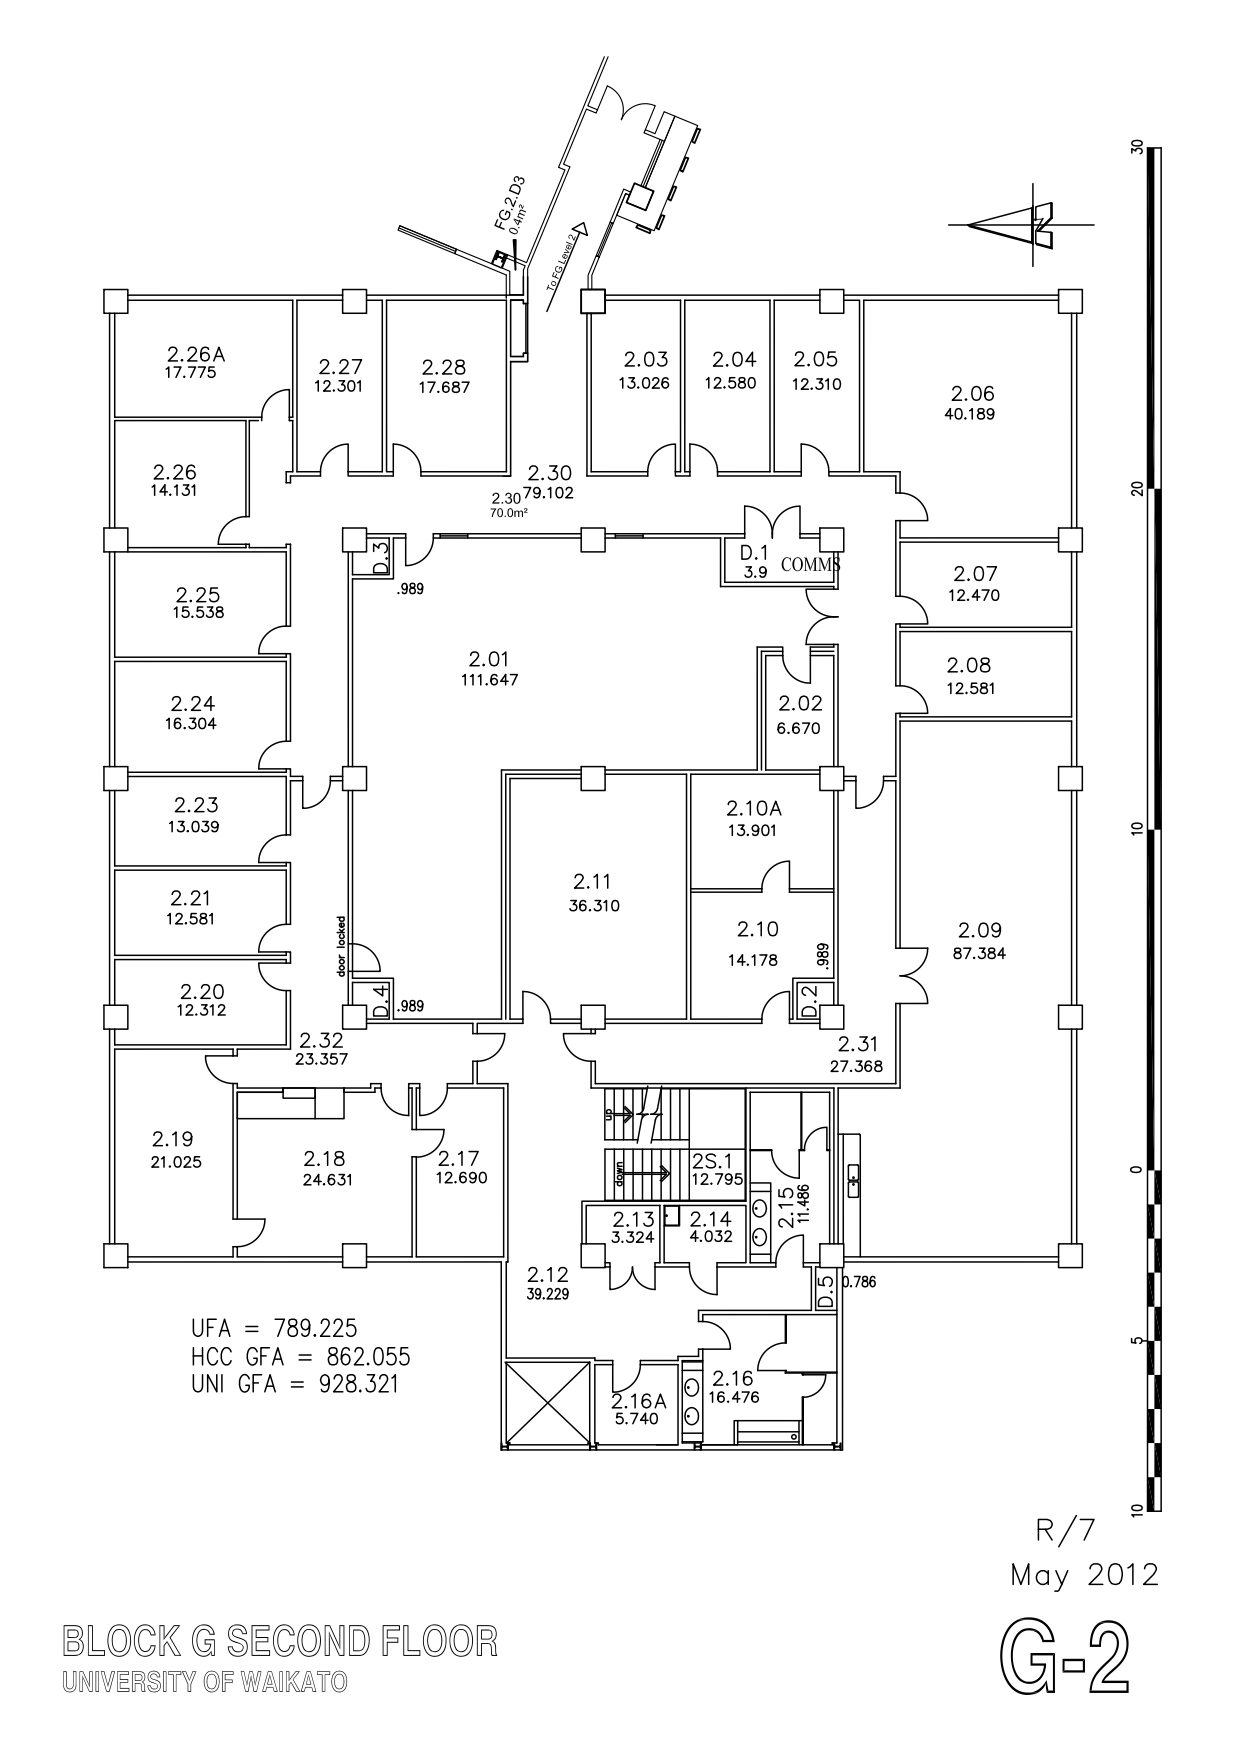 FG.2.D3
0.4m²
To FG Level 2
30
N
2.26A
17.775
2.27
12.301
2.28
17.687
2.03
13.026
2.04
12.580
2.05
12.310
2.06
40.189
2.26
14.131
2.30
79.102
2.30
70.0m²
20
D.3
.989
D.1
3.9
COMMS
2.07
12.470
2.25
15.538
2.01
111.647
2.02
6.670
2.08
12.581
2.24
16.304
2.23
13.039
2.10A
13.901
10
2.21
12.581
2.11
36.310
2.10
14.178
.989
2.09
87.384
door locked
2.20
12.312
D.4
.989
D.2
2.32
23.357
2.31
27.368
up
2.19
21.025
2.18
24.631
2.17
12.690
down
2S.1
12.795
2.15
11.486
0
2.13
3.324
2.14
4.032
2.12
39.229
D.5
0.786
UFA = 789.225
HCC GFA = 862.055
UNI GFA = 928.321
5
2.16
16.476
2.16A
5.740
10
R/7
May 2012
BLOCK G SECOND FLOOR
UNIVERSITY OF WAIKATO
G-2